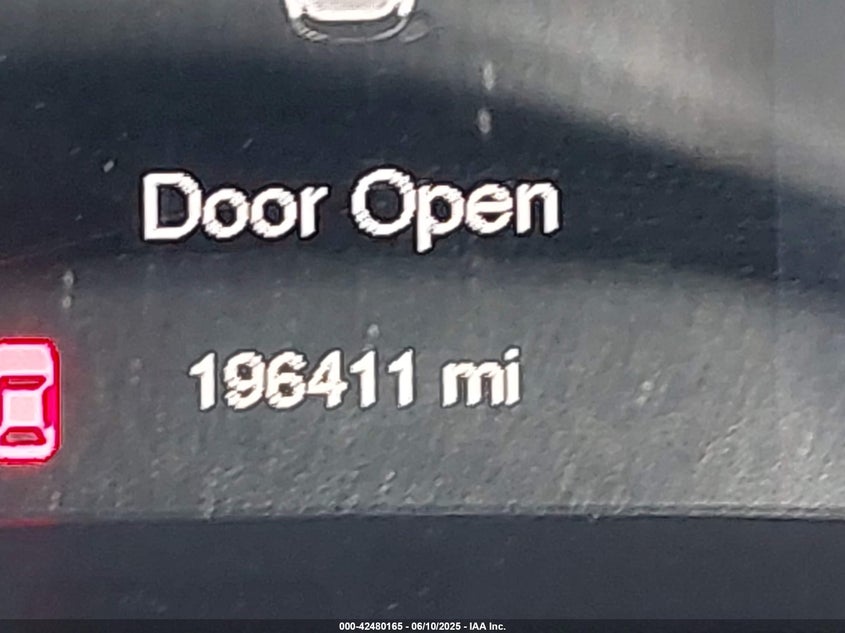 Door Open
196411 mi
000-42480165 - 06/10/2025 - IAA Inc.